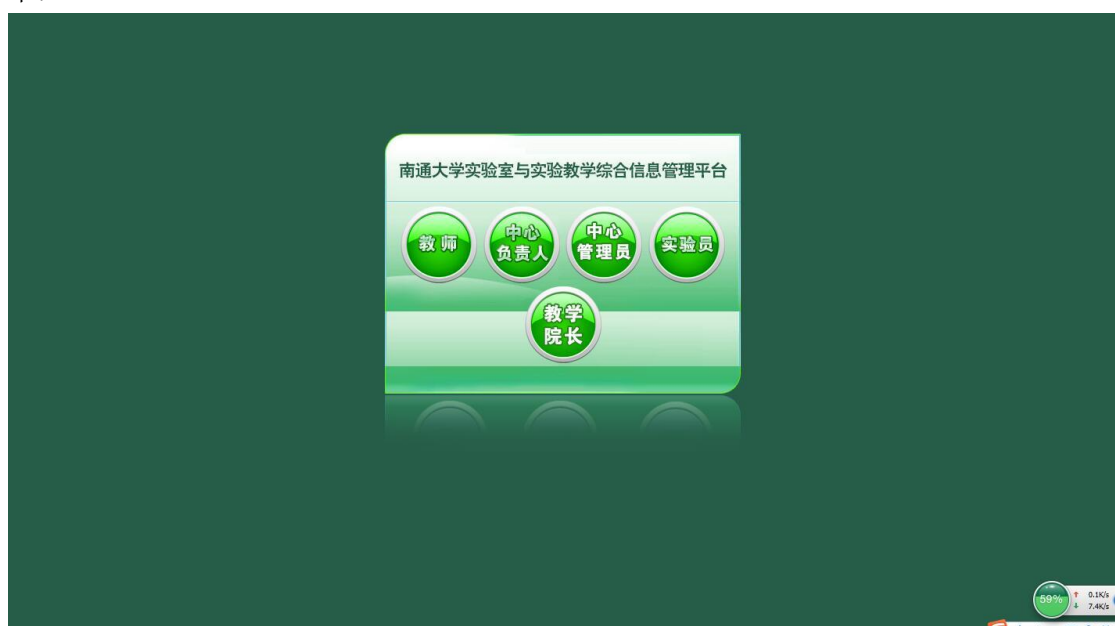 南通大学实验室与实验教学综合信息管理平台
教师
中心
负责人
中心
管理员
实验员
教学
院长
59%
↑ 0.1K/s
↓ 7.4K/s